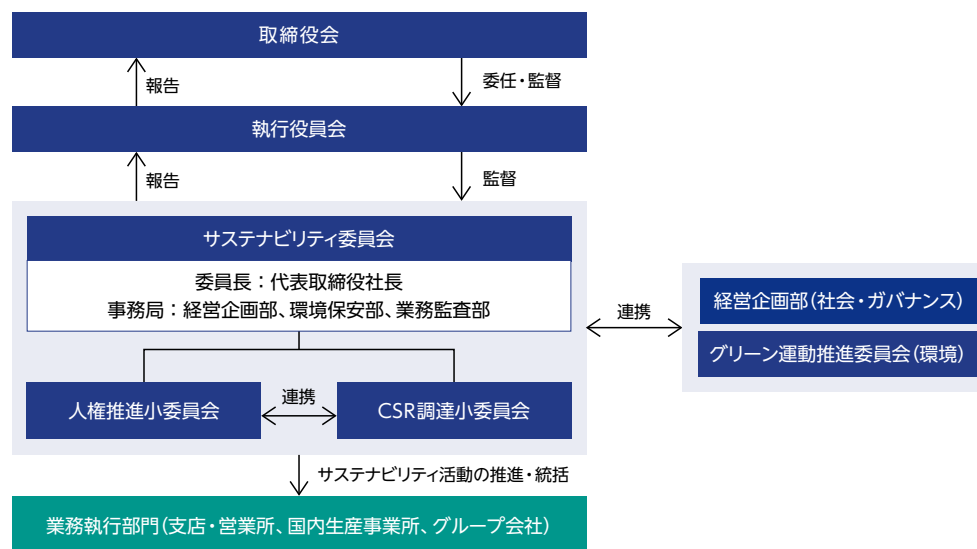 取締役会
報告
委任・監督
執行役員会
報告
監督
サステナビリティ委員会
委員長：代表取締役社長
事務局：経営企画部、環境保安部、業務監査部
連携
経営企画部（社会・ガバナンス）
グリーン運動推進委員会（環境）
人権推進小委員会
連携
CSR調達小委員会
サステナビリティ活動の推進・統括
業務執行部門（支店・営業所、国内生産事業所、グループ会社）